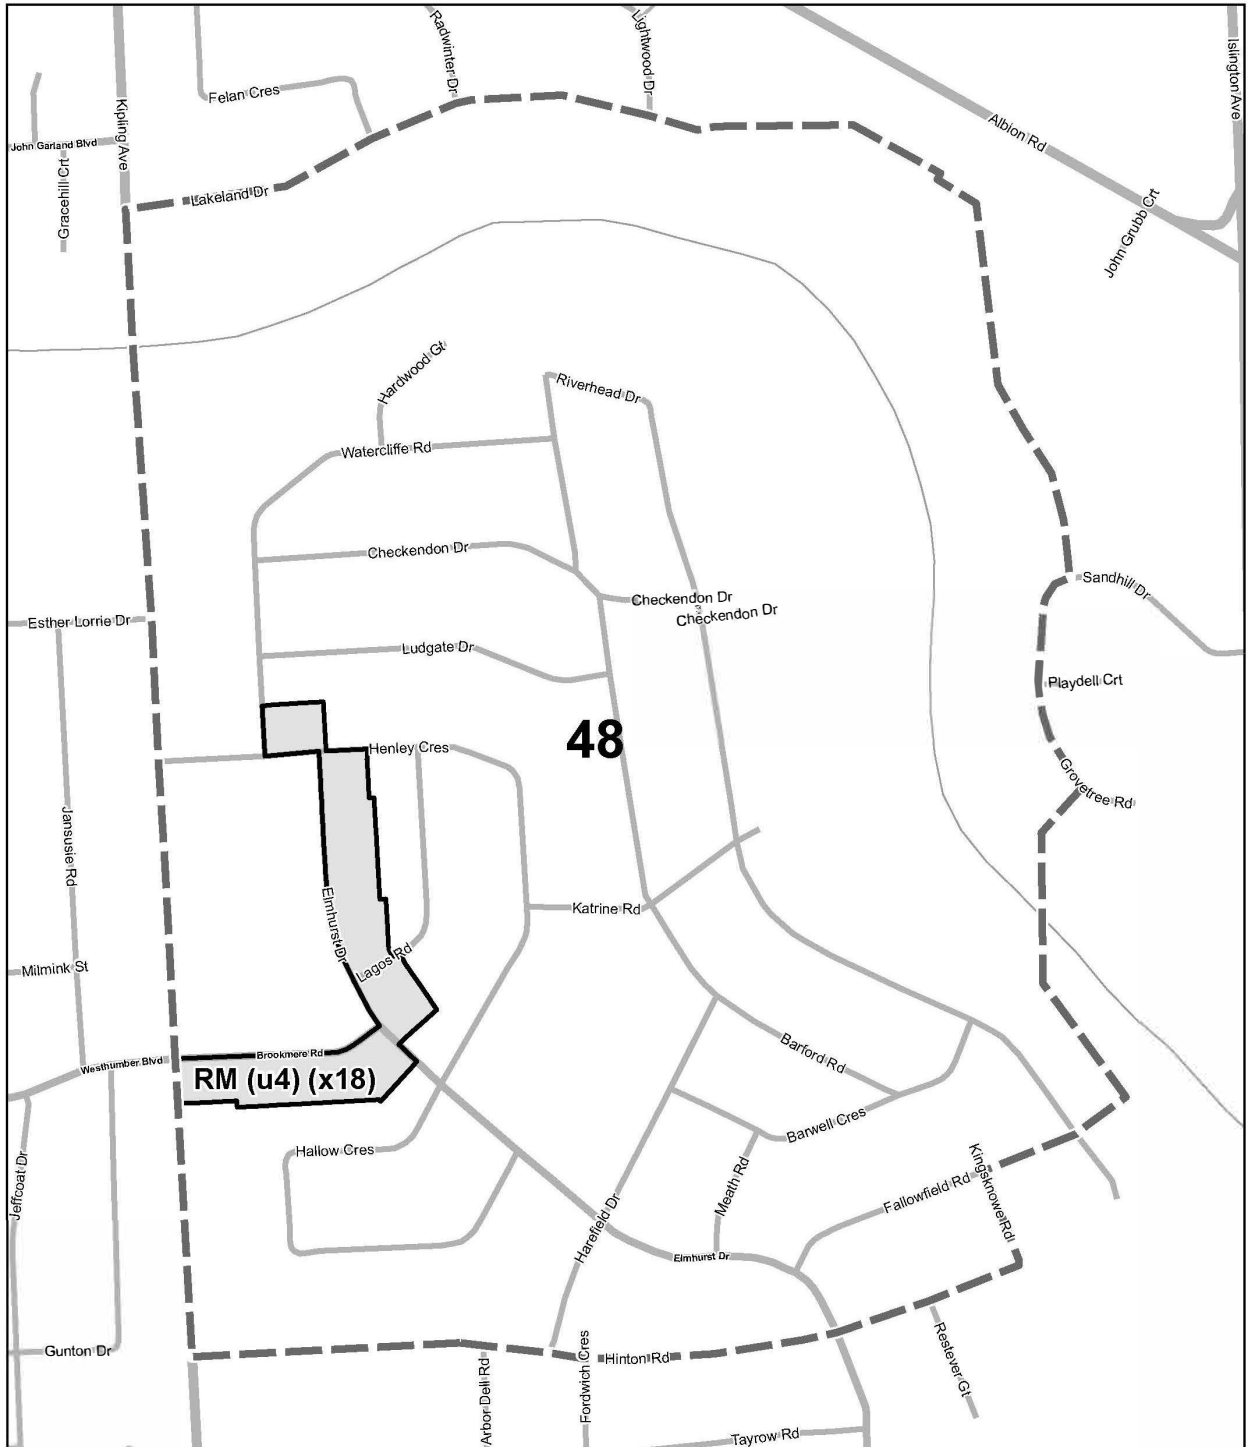 Radwinter Dr
Lightwood Dr
Islington Ave
Felan Cres
Kipling Ave
Albion Rd
John Garland Blvd
Gracehill Crt
Lakeland Dr
John Grubb Crt
Hardwood Gt
Riverhead Dr
Watercliffe Rd
Checkendon Dr
Sandhill Dr
Checkendon Dr
Checkendon Dr
Esther Lorrie Dr
Ludgate Dr
Playdell Crt
48
Henley Cres
Grovetree Rd
Jansusie Rd
Elmhurst Dr
Katrine Rd
Lagos Rd
Milmink St
Barford Rd
Brookmere Rd
Westhumber Blvd
RM (u4) (x18)
Barwell Cres
Hallow Cres
Jeffcoat Dr
Meath Rd
Kingsknowe Rd
Fallowfield Rd
Harefield Dr
Elmhurst Dr
Gunton Dr
Hinton Rd
Restever Gt
Arbor Dell Rd
Fordwich Cres
Tayrow Rd